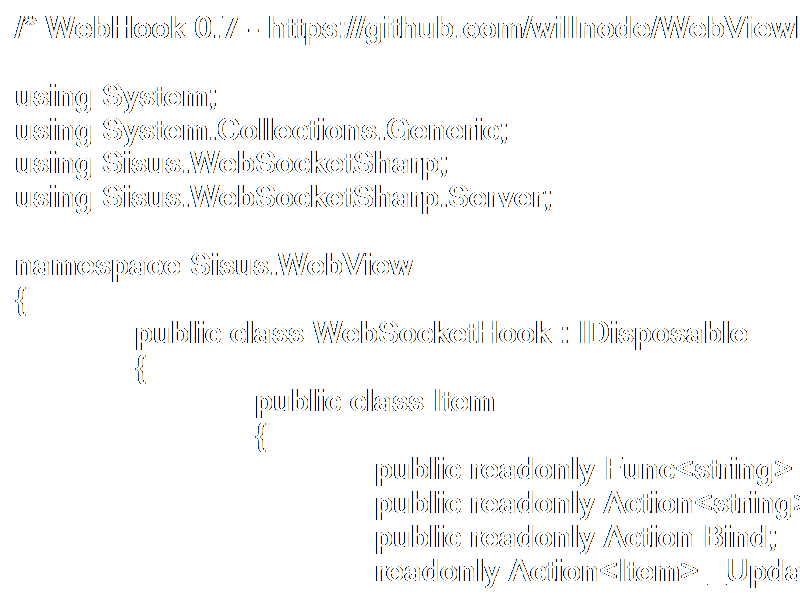 /* WebHook 0.7 - https://github.com/willnode/WebViewH
using System;
using System.Collections.Generic;
using Sisus.WebSocketSharp;
using Sisus.WebSocketSharp.Server;
namespace Sisus.WebView
{
public class WebSocketHook : IDisposable
{
public class Item
{
public readonly Func<string>
public readonly Action<string>
public readonly Action Bind;
readonly Action<Item> _Upda